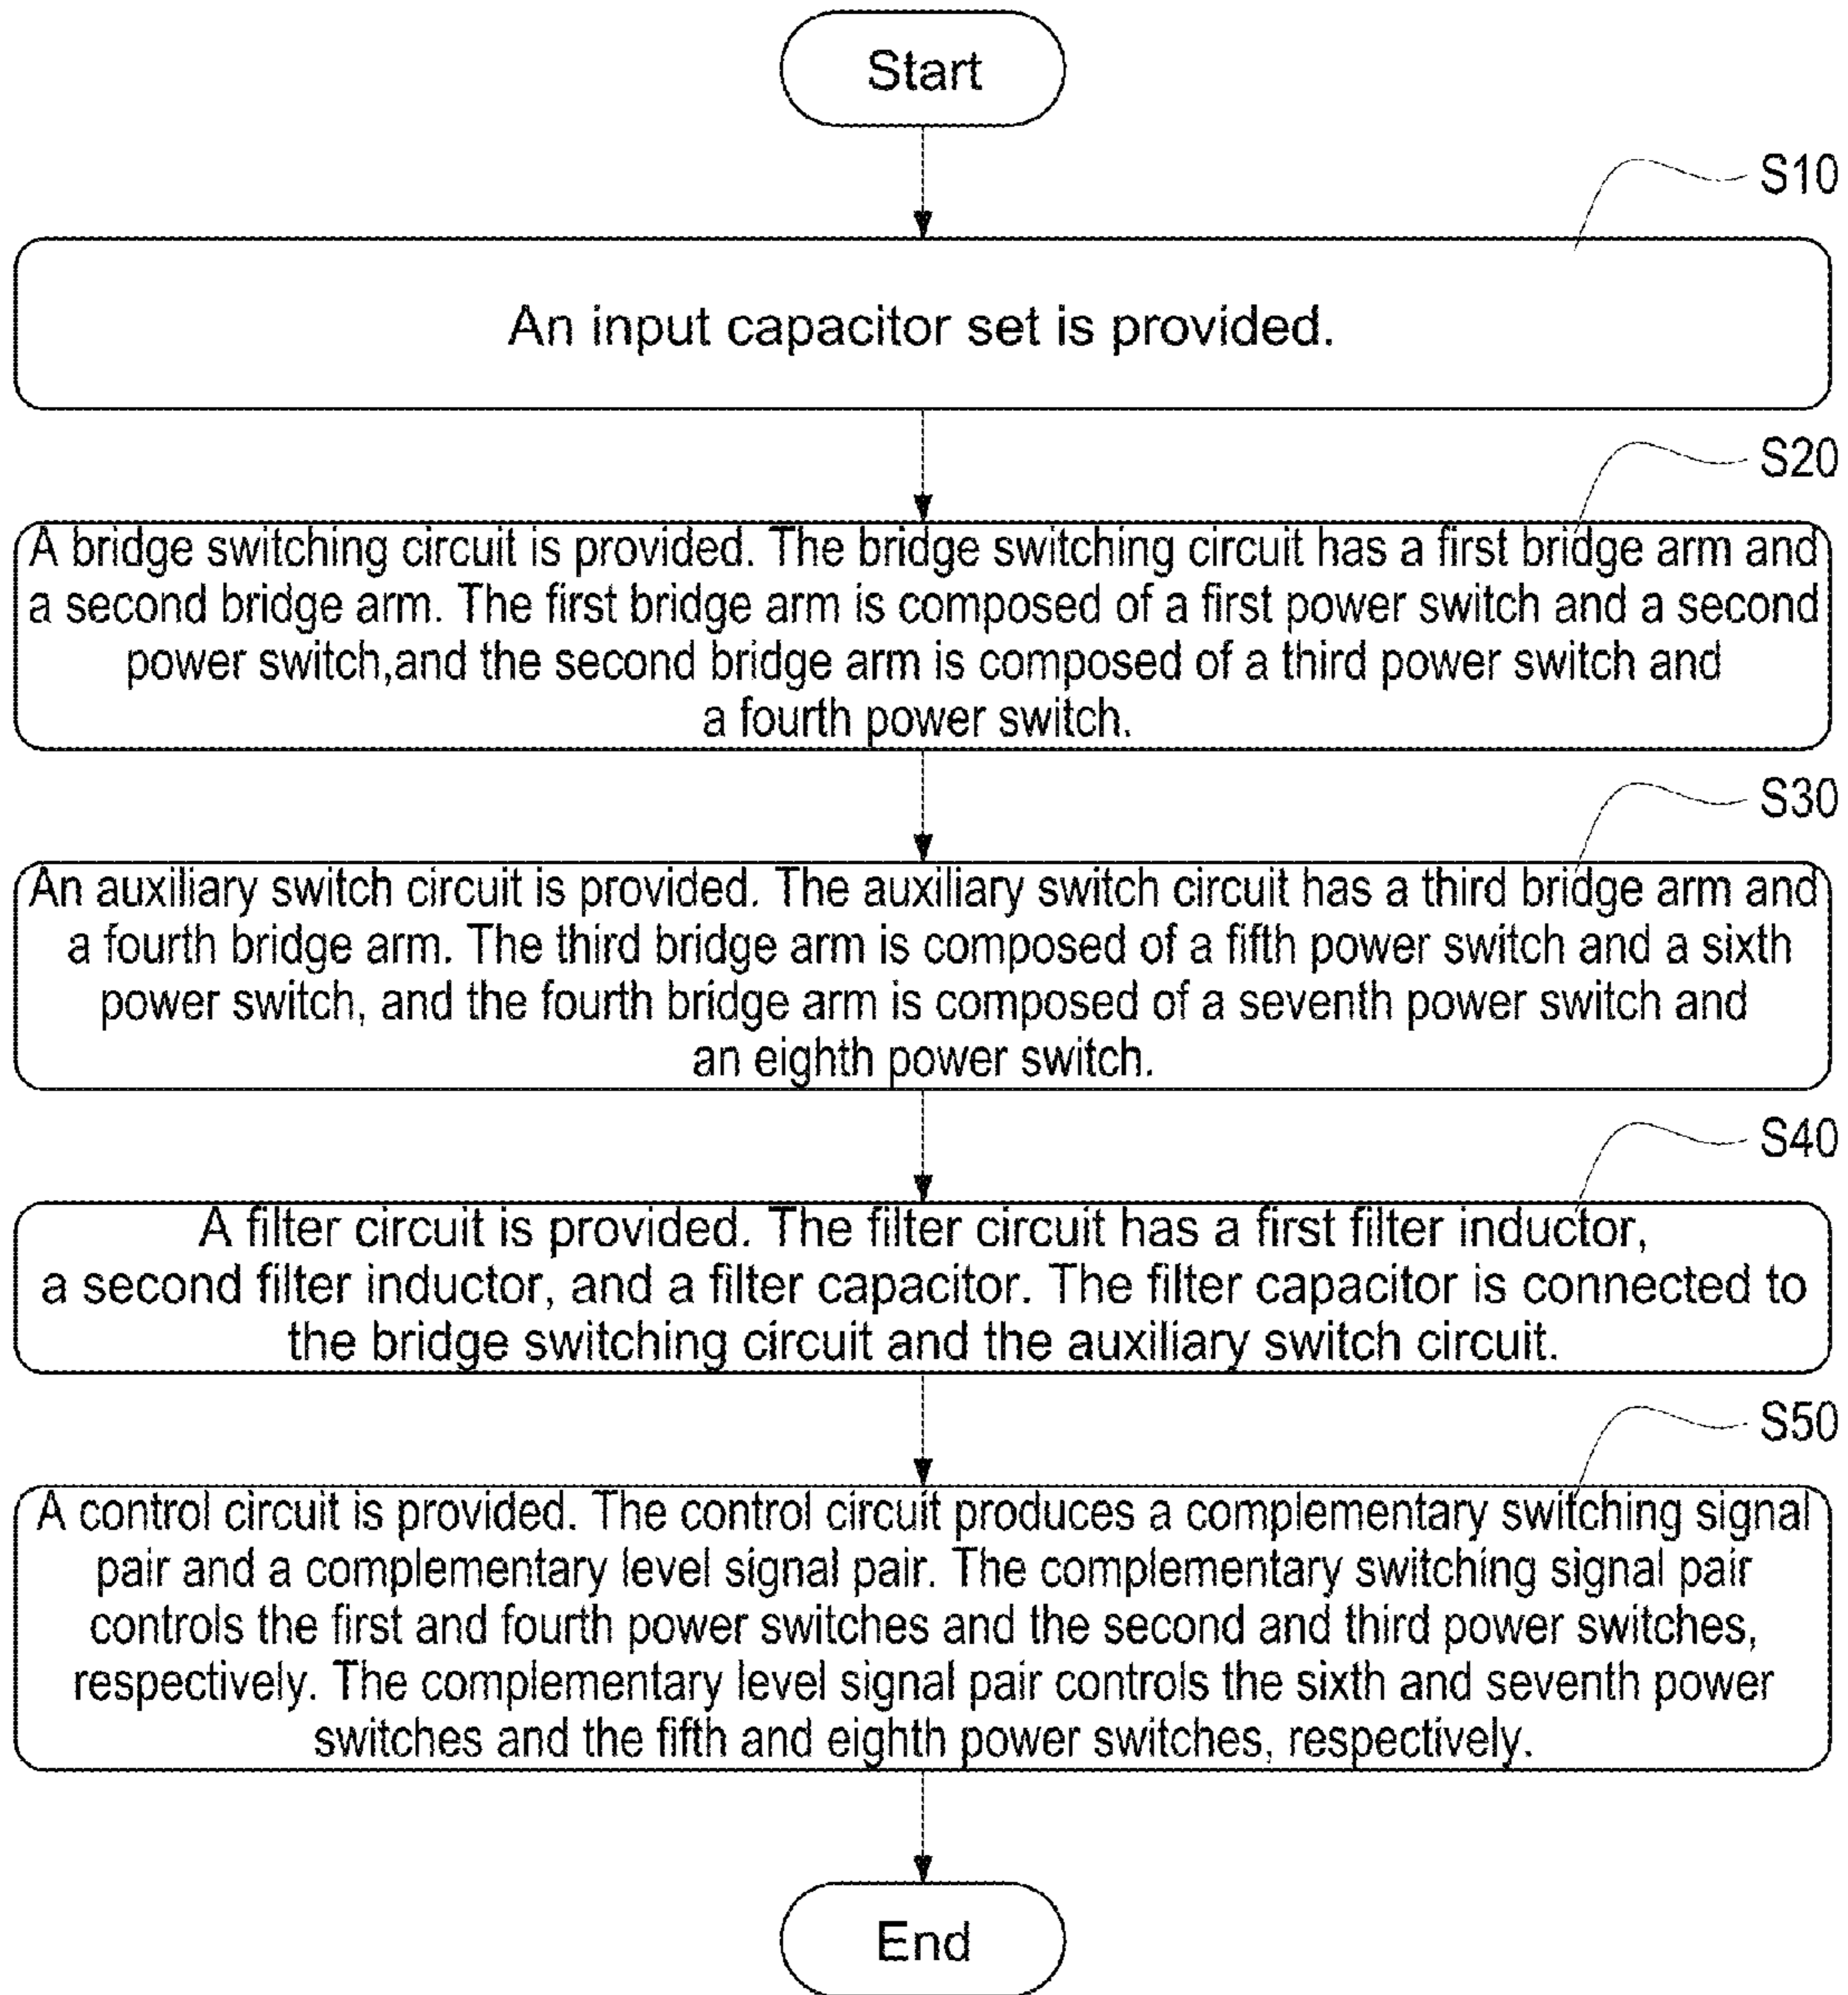 Start
S10
An input capacitor set is provided.
S20
A bridge switching circuit is provided. The bridge switching circuit has a first bridge arm and
a second bridge arm. The first bridge arm is composed of a first power switch and a second
power switch,and the second bridge arm is composed of a third power switch and
a fourth power switch.
S30
An auxiliary switch circuit is provided. The auxiliary switch circuit has a third bridge arm and
a fourth bridge arm. The third bridge arm is composed of a fifth power switch and a sixth
power switch, and the fourth bridge arm is composed of a seventh power switch and
an eighth power switch.
S40
A filter circuit is provided. The filter circuit has a first filter inductor,
a second filter inductor, and a filter capacitor. The filter capacitor is connected to
the bridge switching circuit and the auxiliary switch circuit.
S50
A control circuit is provided. The control circuit produces a complementary switching signal
pair and a complementary level signal pair. The complementary switching signal pair
controls the first and fourth power switches and the second and third power switches,
respectively. The complementary level signal pair controls the sixth and seventh power
switches and the fifth and eighth power switches, respectively.
End